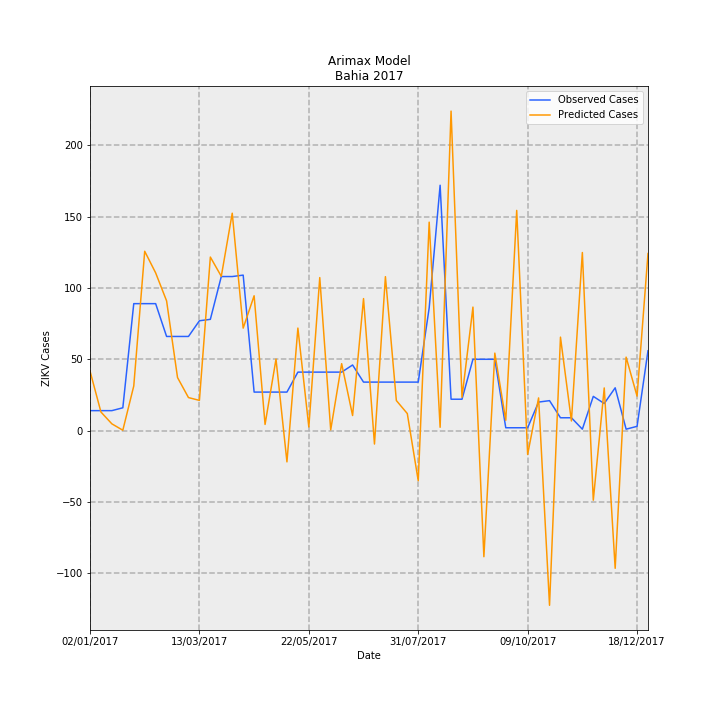 Arimax Model
Bahia 2017
Observed Cases
Predicted Cases
200
150
100
50
0
−50
−100
ZIKV Cases
02/01/2017
13/03/2017
22/05/2017
31/07/2017
09/10/2017
18/12/2017
Date